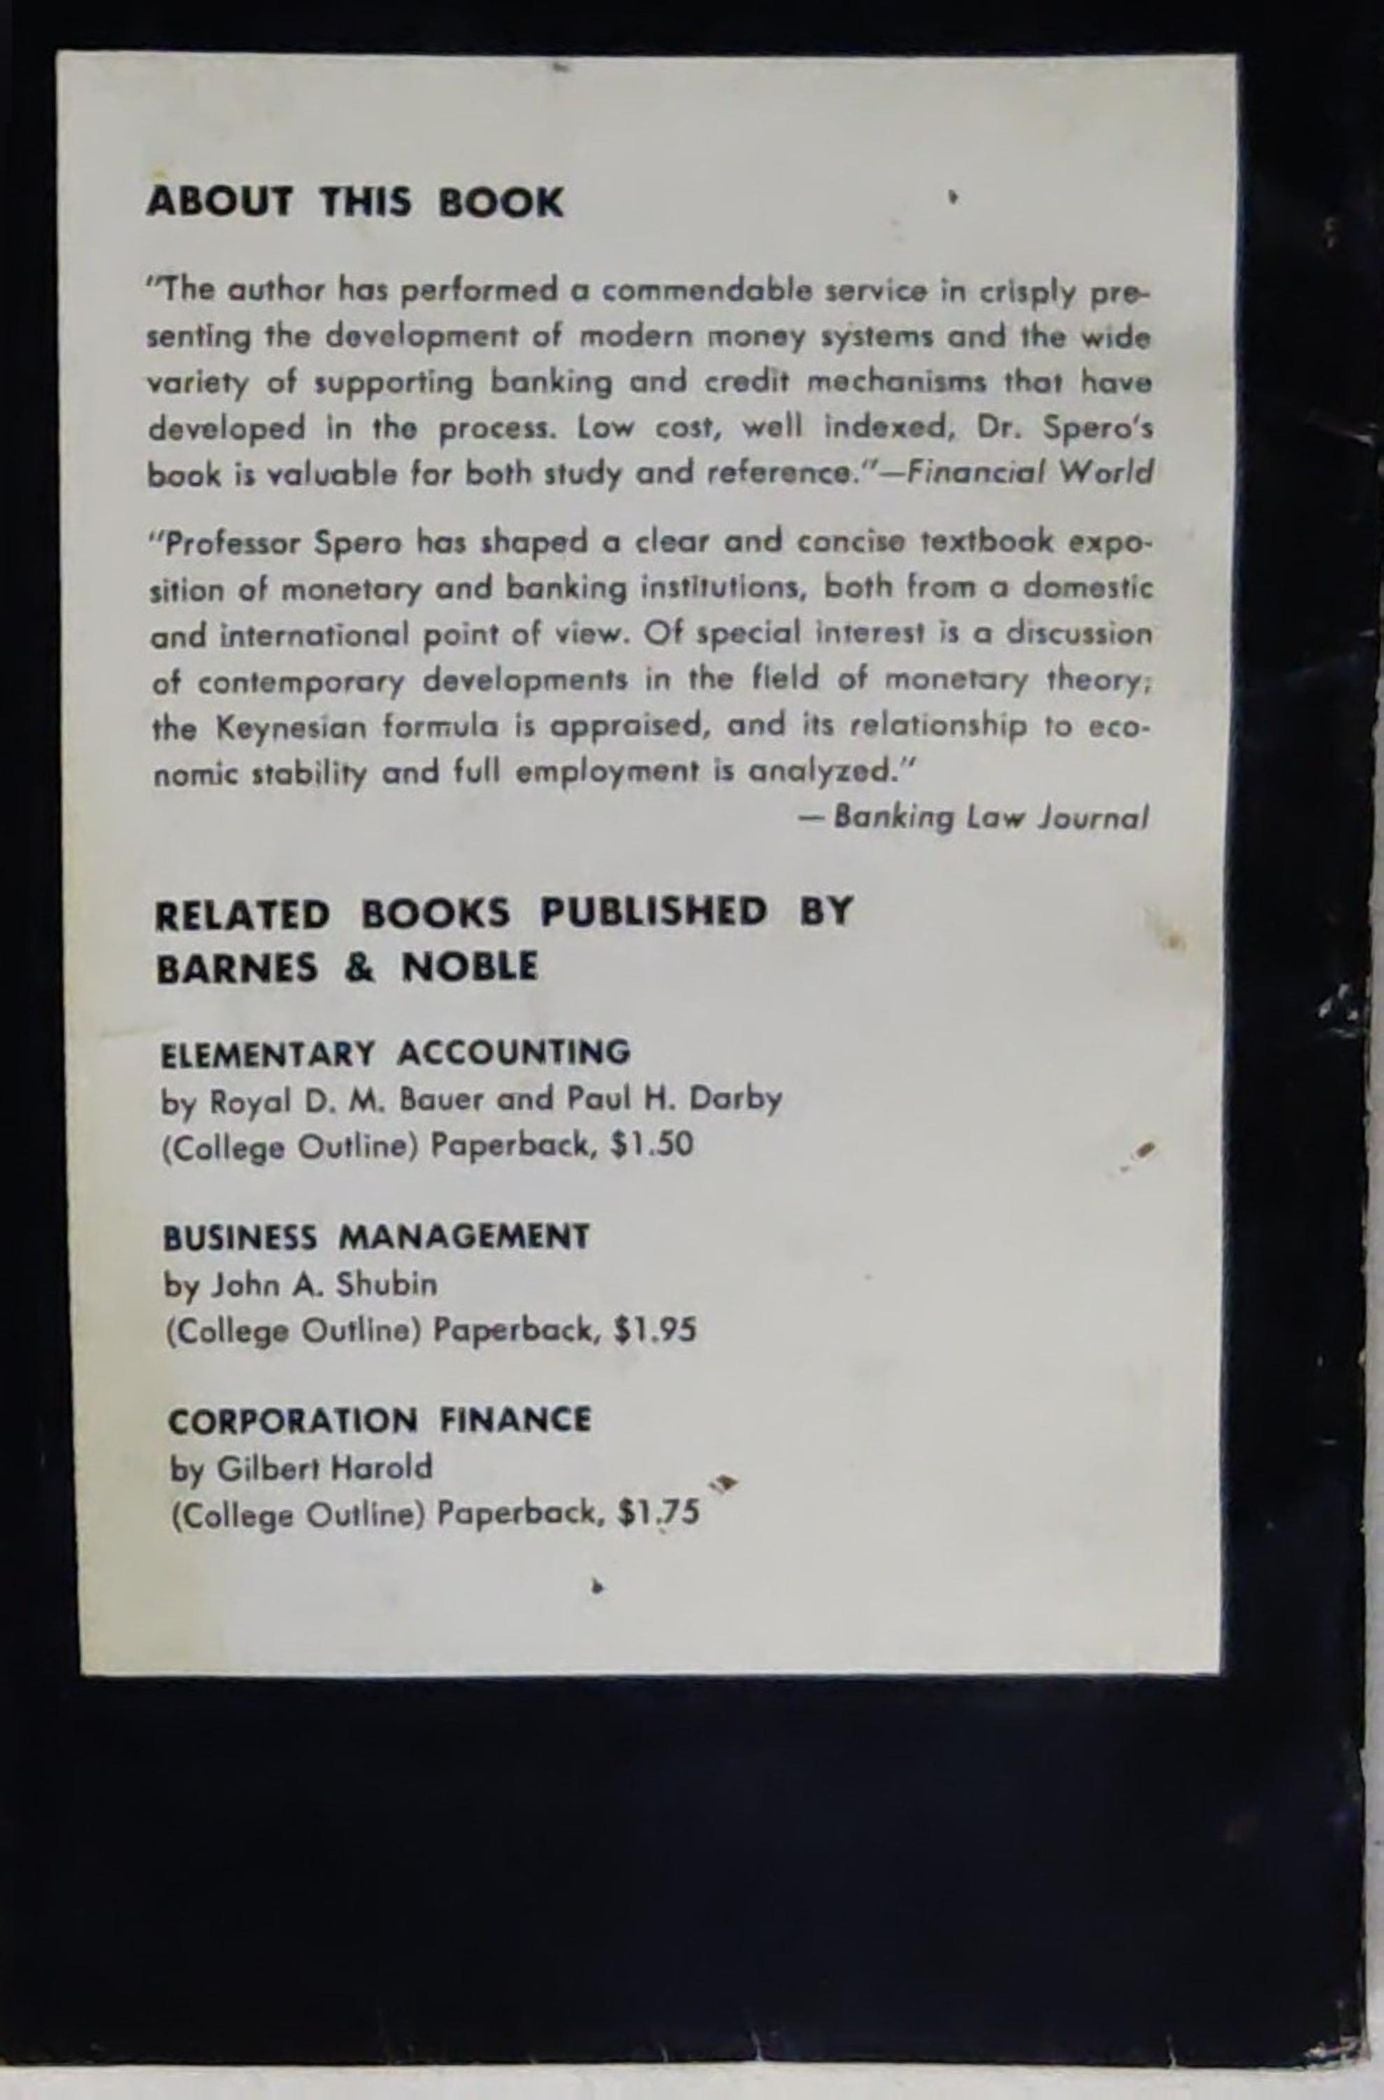 ABOUT THIS BOOK
"The author has performed a commendable service in crisply pre-
senting the development of modern money systems and the wide
variety of supporting banking and credit mechanisms that have
developed in the process. Low cost, well indexed, Dr. Spero's
book is valuable for both study and reference."—Financial World
"Professor Spero has shaped a clear and concise textbook expo-
sition of monetary and banking institutions, both from a domestic
and international point of view. Of special interest is a discussion
of contemporary developments in the field of monetary theory;
the Keynesian formula is appraised, and its relationship to eco-
nomic stability and full employment is analyzed."
— Banking Law Journal
RELATED BOOKS PUBLISHED BY
BARNES & NOBLE
ELEMENTARY ACCOUNTING
by Royal D. M. Bauer and Paul H. Darby
(College Outline) Paperback, $1.50
BUSINESS MANAGEMENT
by John A. Shubin
(College Outline) Paperback, $1.95
CORPORATION FINANCE
by Gilbert Harold
(College Outline) Paperback, $1.75